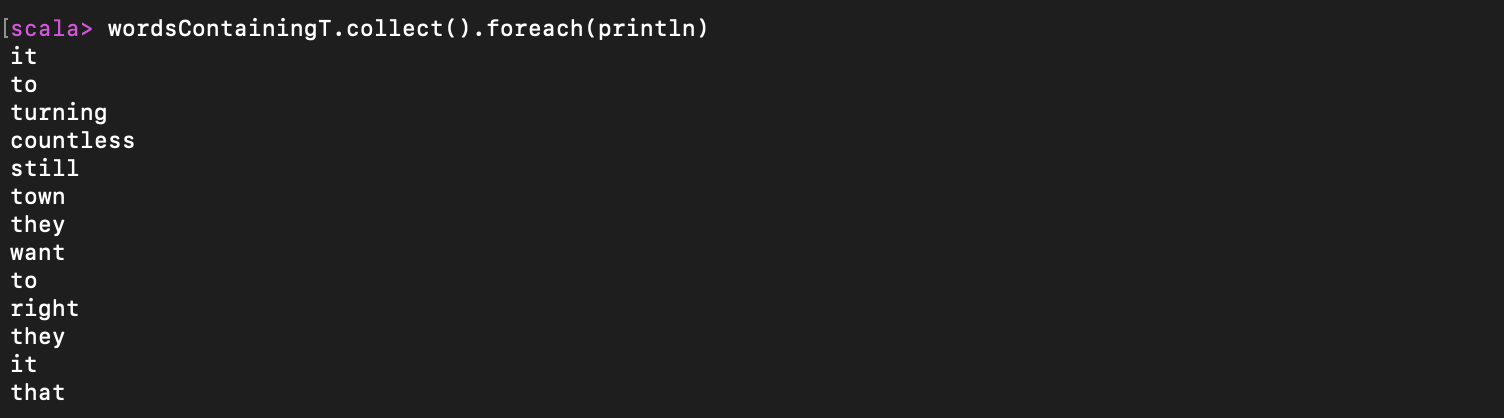 [scala> wordsContainingT.collect().foreach(println)
it
to
turning
countless
still
town
they
want
to
right
they
it
that